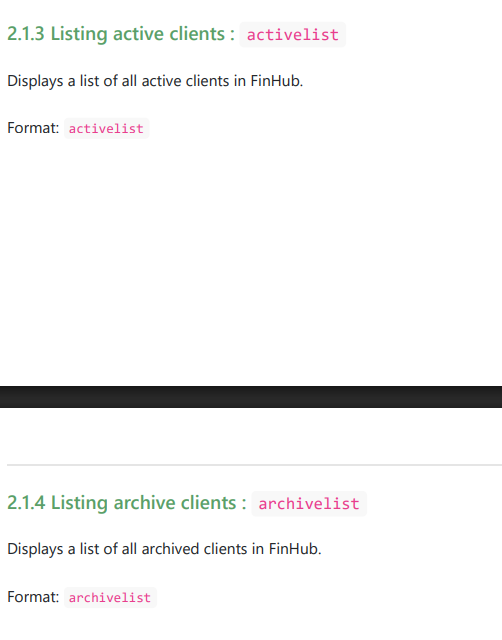 2.1.3 Listing active clients : activelist
Displays a list of all active clients in FinHub.
Format: activelist
2.1.4 Listing archive clients : archivelist
Displays a list of all archived clients in FinHub.
Format: archivelist